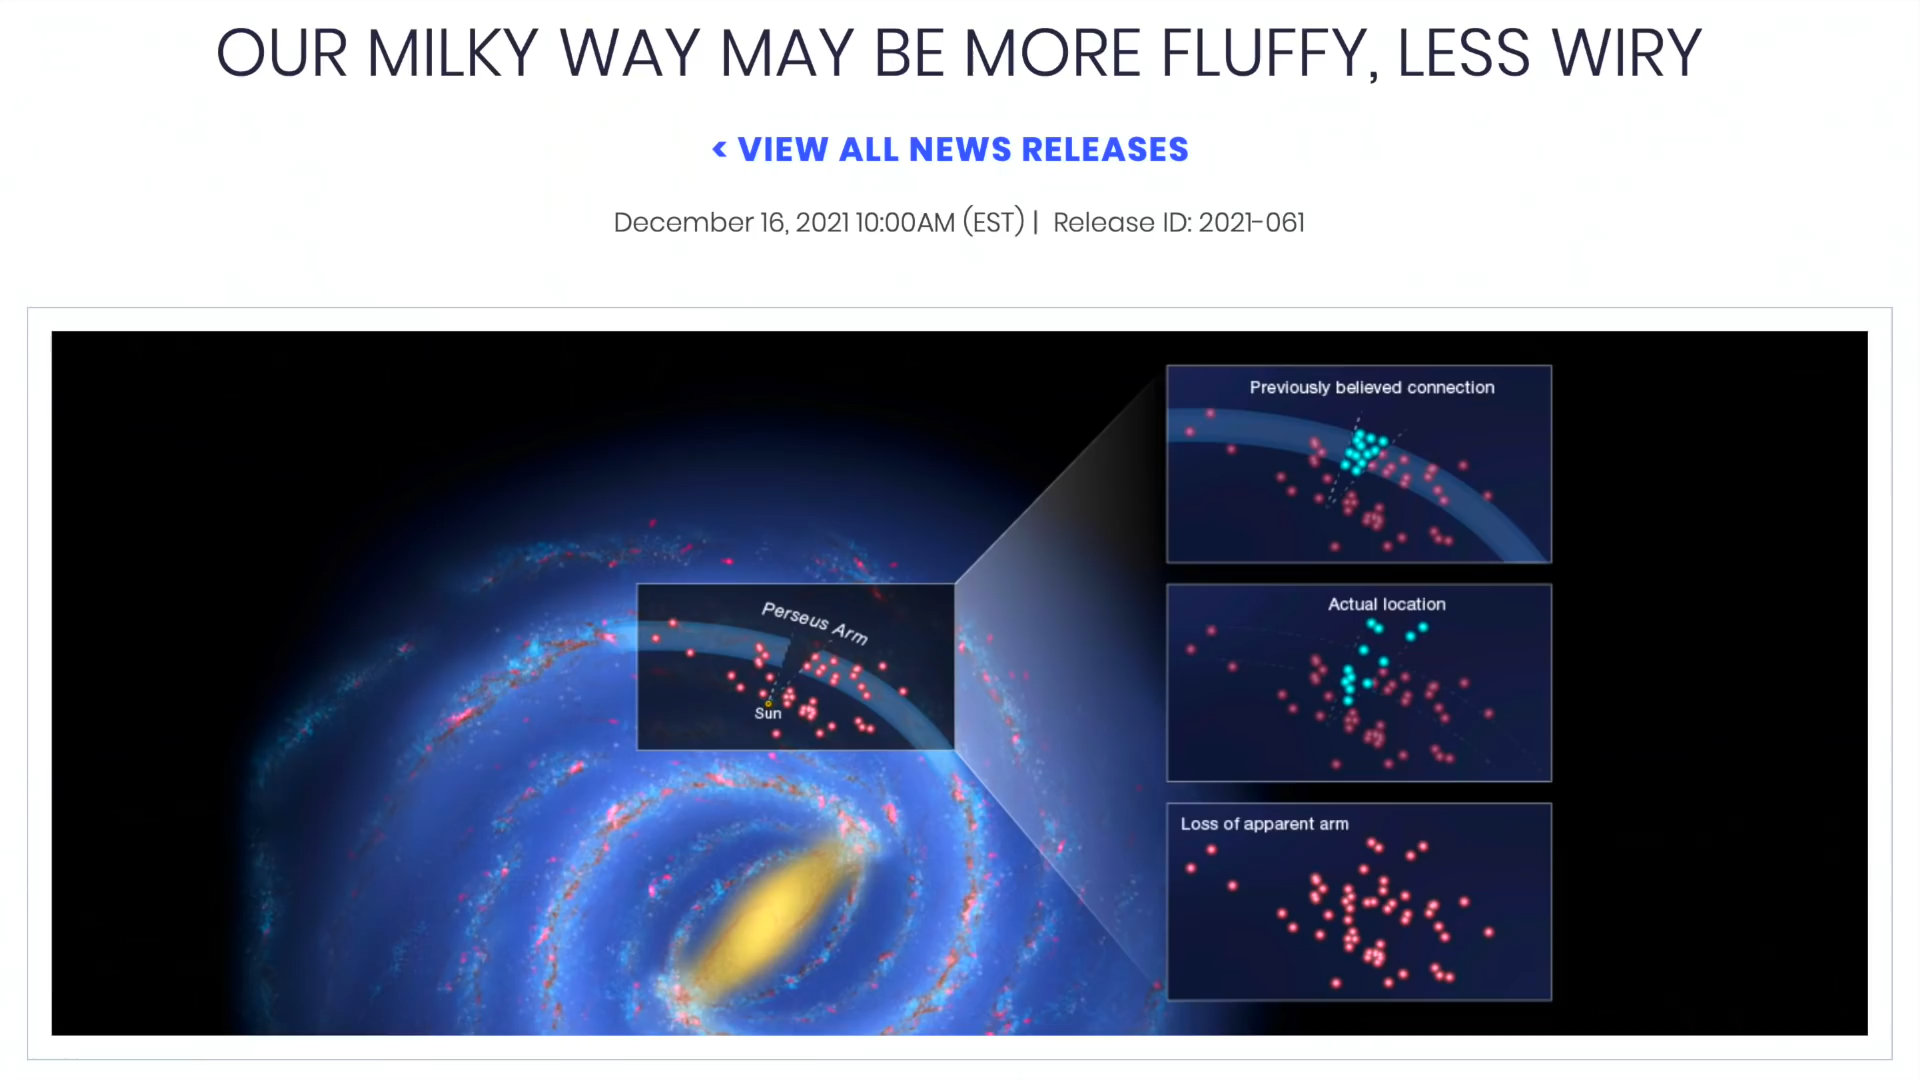 OUR MILKY WAY MAY BE MORE FLUFFY, LESS WIRY
< VIEW ALL NEWS RELEASES
December 16, 2021 10:00AM (EST) | Release ID: 2021-061
Previously believed connection
Perseus Arm
Sun
Actual location
Loss of apparent arm